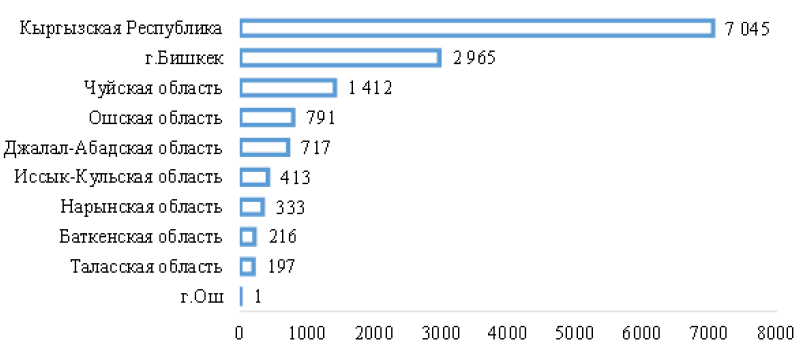 Кыргызская Республика 7 045
г.Бишкек 2 965
Чуйская область 1 412
Ошская область 791
Джалал-Абадская область 717
Иссык-Кульская область 413
Нарынская область 333
Баткенская область 216
Таласская область 197
г.Ош 1
0 1000 2000 3000 4000 5000 6000 7000 8000